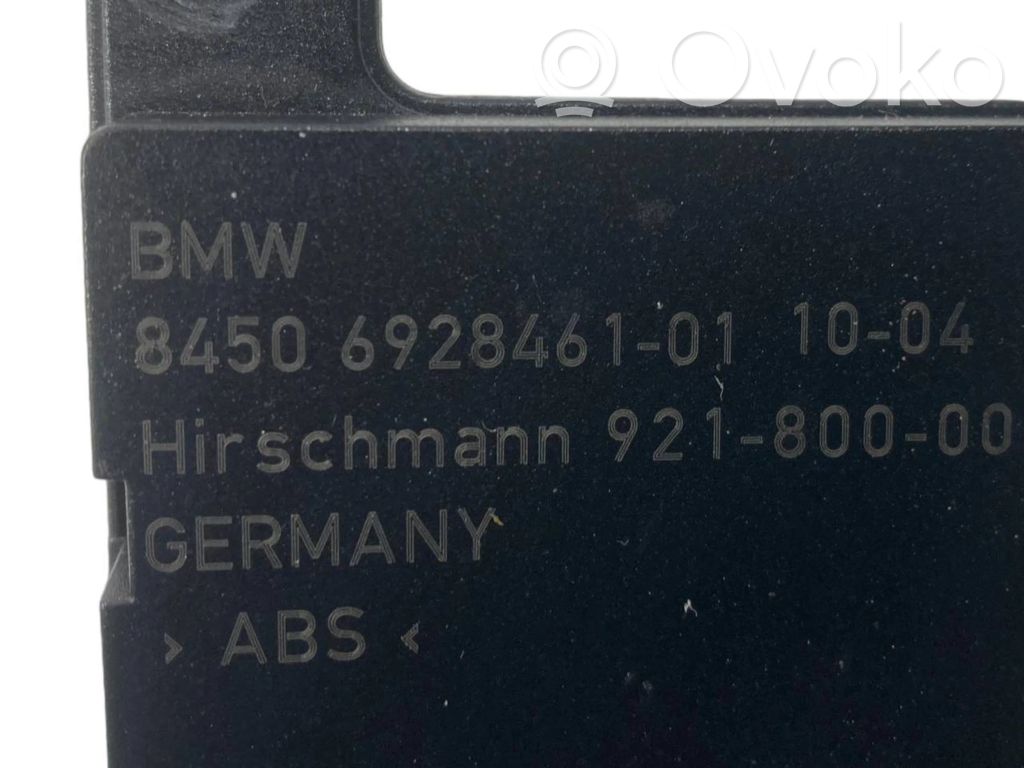 Ovoko
BMW
8450 6928461-01 10-04
Hirschmann 921-800-00
GERMANY
> ABS <